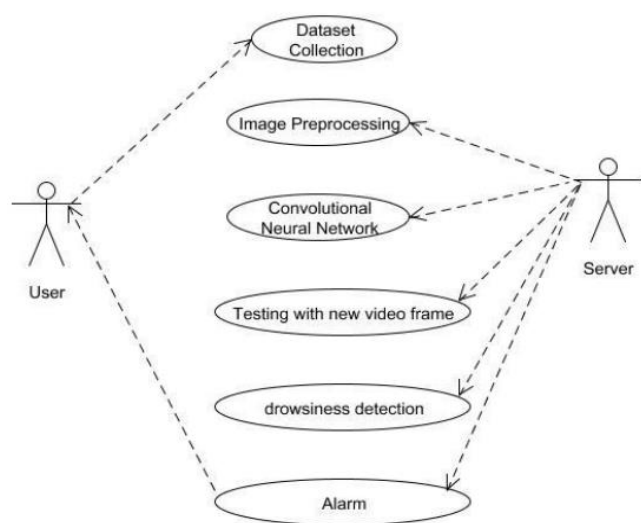 Dataset
Collection
Image Preprocessing
Convolutional
Neural Network
User
Server
Testing with new video frame
drowsiness detection
Alarm